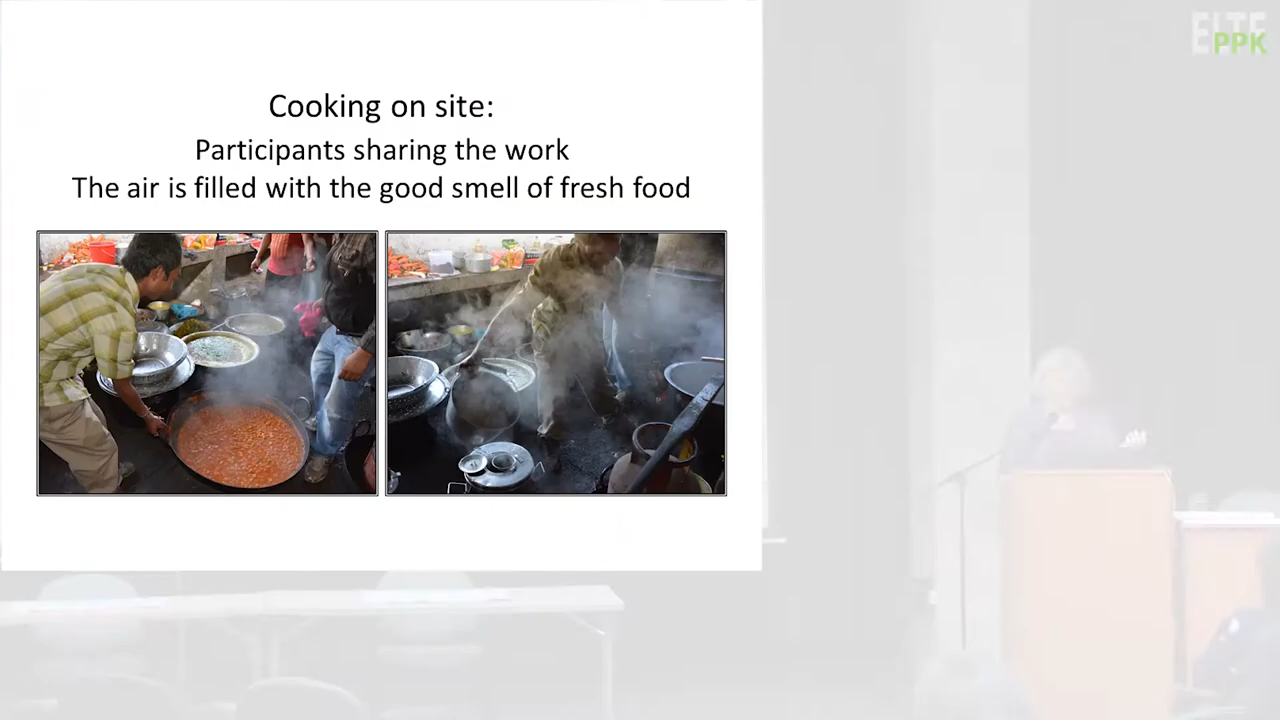 ELTE
PPK
Cooking on site:
Participants sharing the work
The air is filled with the good smell of fresh food